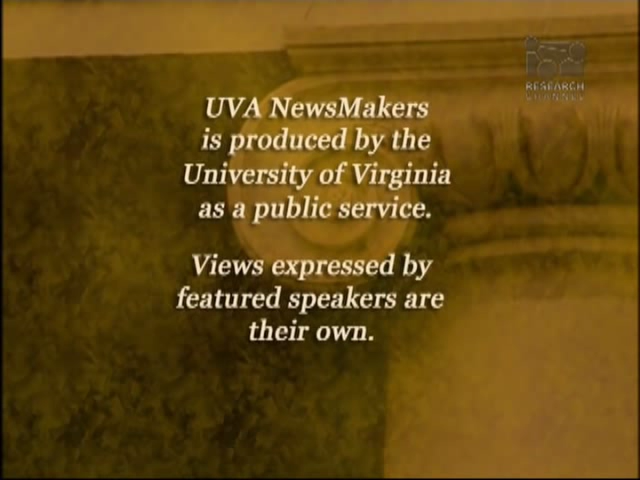 RESEARCH
UVA NewsMakers
is produced by the
University of Virginia
as a public service.
Views expressed by
featured speakers are
their own.